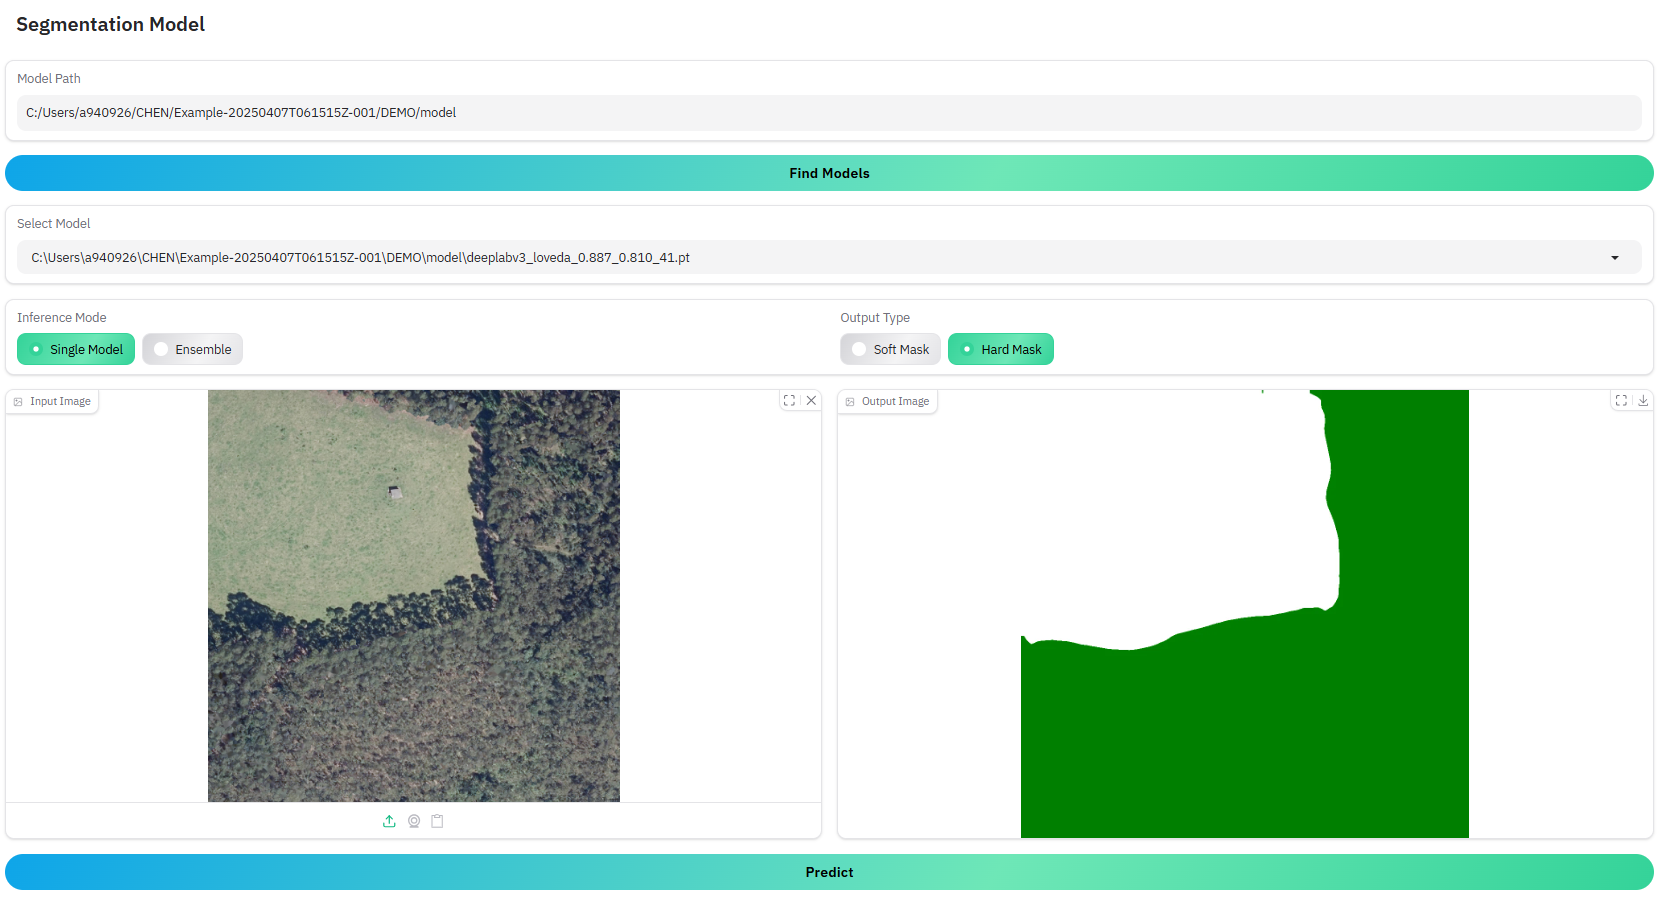 Segmentation Model
Model Path
C:/Users/a940926/CHEN/Example-20250407T061515Z-001/DEMO/model
Find Models
Select Model
C:\Users\a940926\CHEN\Example-20250407T061515Z-001\DEMO\model\deeplabv3_loveda_0.887_0.810_41.pt
Inference Mode
Output Type
Single Model
Ensemble
Soft Mask
Hard Mask
Input Image
Output Image
Predict